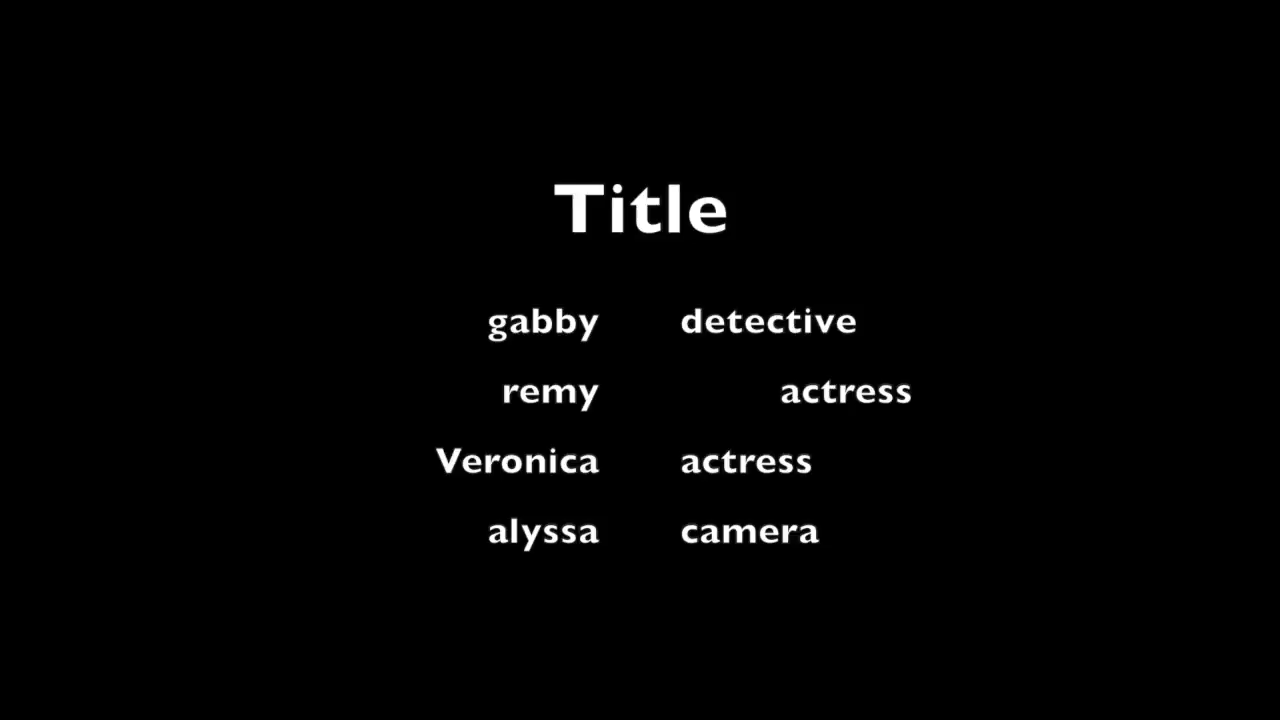 Title
gabby detective
remy actress
Veronica actress
alyssa camera